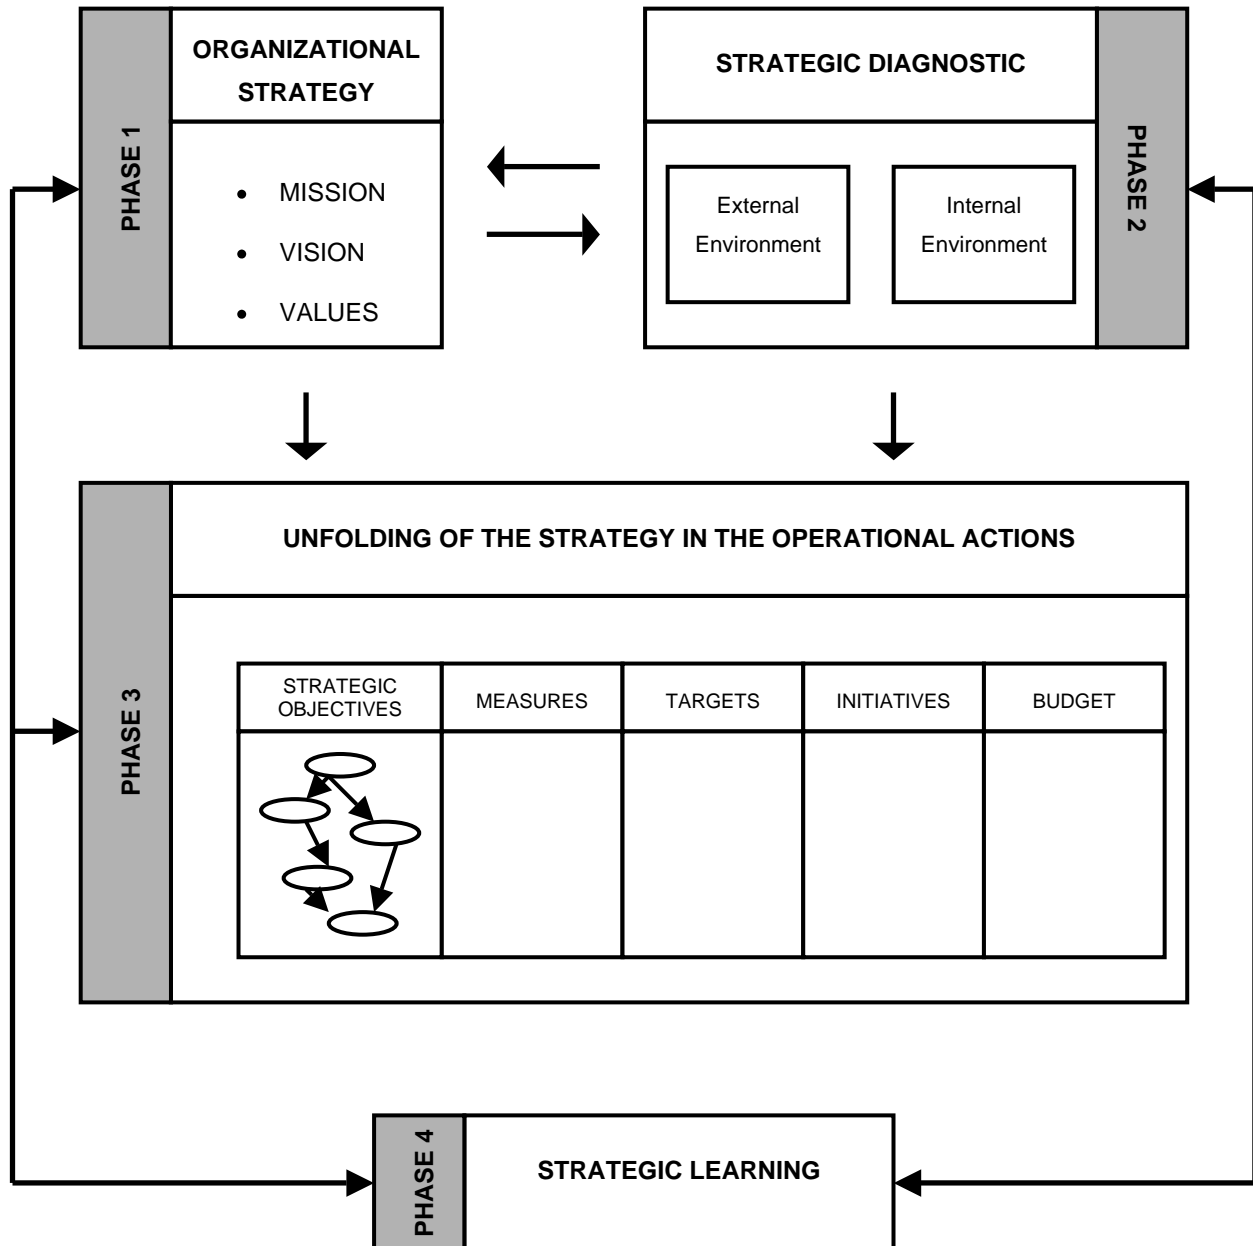 PHASE 1
ORGANIZATIONAL
STRATEGY
• MISSION
• VISION
• VALUES
STRATEGIC DIAGNOSTIC
External
Environment
Internal
Environment
PHASE 2
PHASE 3
UNFOLDING OF THE STRATEGY IN THE OPERATIONAL ACTIONS
STRATEGIC
OBJECTIVES
MEASURES
TARGETS
INITIATIVES
BUDGET
PHASE 4
STRATEGIC LEARNING